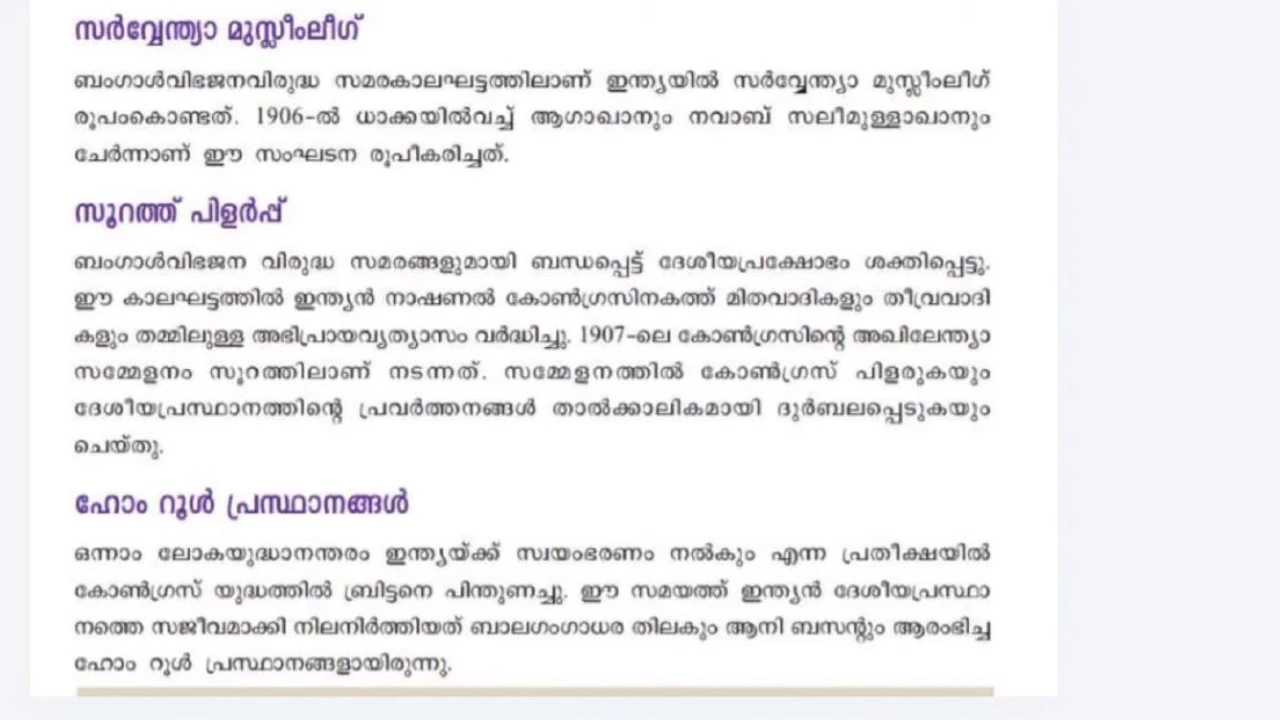 സർവ്വേന്ത്യാ മുസ്ലീംലീഗ്
ബംഗാൾവിഭജനവിരുദ്ധ സമരകാലഘട്ടത്തിലാണ് ഇന്ത്യയിൽ സർവ്വേന്ത്യാ മുസ്ലീംലീഗ്
രൂപംകൊണ്ടത്. 1906-ൽ ധാക്കയിൽവച്ച് ആഗാഖാനും നവാബ് സലീമുള്ളാഖാനും
ചേർന്നാണ് ഈ സംഘടന രൂപീകരിച്ചത്.
സൂറത്ത് പിളർപ്പ്
ബംഗാൾവിഭജന വിരുദ്ധ സമരങ്ങളുമായി ബന്ധപ്പെട്ട് ദേശീയപ്രക്ഷോഭം ശക്തിപ്പെട്ടു.
ഈ കാലഘട്ടത്തിൽ ഇന്ത്യൻ നാഷണൽ കോൺഗ്രസിനകത്ത് മിതവാദികളും തീവ്രവാദി
കളും തമ്മിലുള്ള അഭിപ്രായവ്യത്യാസം വർദ്ധിച്ചു. 1907-ലെ കോൺഗ്രസിന്റെ അഖിലേന്ത്യാ
സമ്മേളനം സൂറത്തിലാണ് നടന്നത്. സമ്മേളനത്തിൽ കോൺഗ്രസ് പിളരുകയും
ദേശീയപ്രസ്ഥാനത്തിന്റെ പ്രവർത്തനങ്ങൾ താൽക്കാലികമായി ദുർബലപ്പെടുകയും
ചെയ്തു.
ഹോം റൂൾ പ്രസ്ഥാനങ്ങൾ
ഒന്നാം ലോകയുദ്ധാനന്തരം ഇന്ത്യയ്ക്ക് സ്വയംഭരണം നൽകും എന്ന പ്രതീക്ഷയിൽ
കോൺഗ്രസ് യുദ്ധത്തിൽ ബ്രിട്ടനെ പിന്തുണച്ചു. ഈ സമയത്ത് ഇന്ത്യൻ ദേശീയപ്രസ്ഥാ
നത്തെ സജീവമാക്കി നിലനിർത്തിയത് ബാലഗംഗാധര തിലകും ആനി ബസന്റും ആരംഭിച്ച
ഹോം റൂൾ പ്രസ്ഥാനങ്ങളായിരുന്നു.